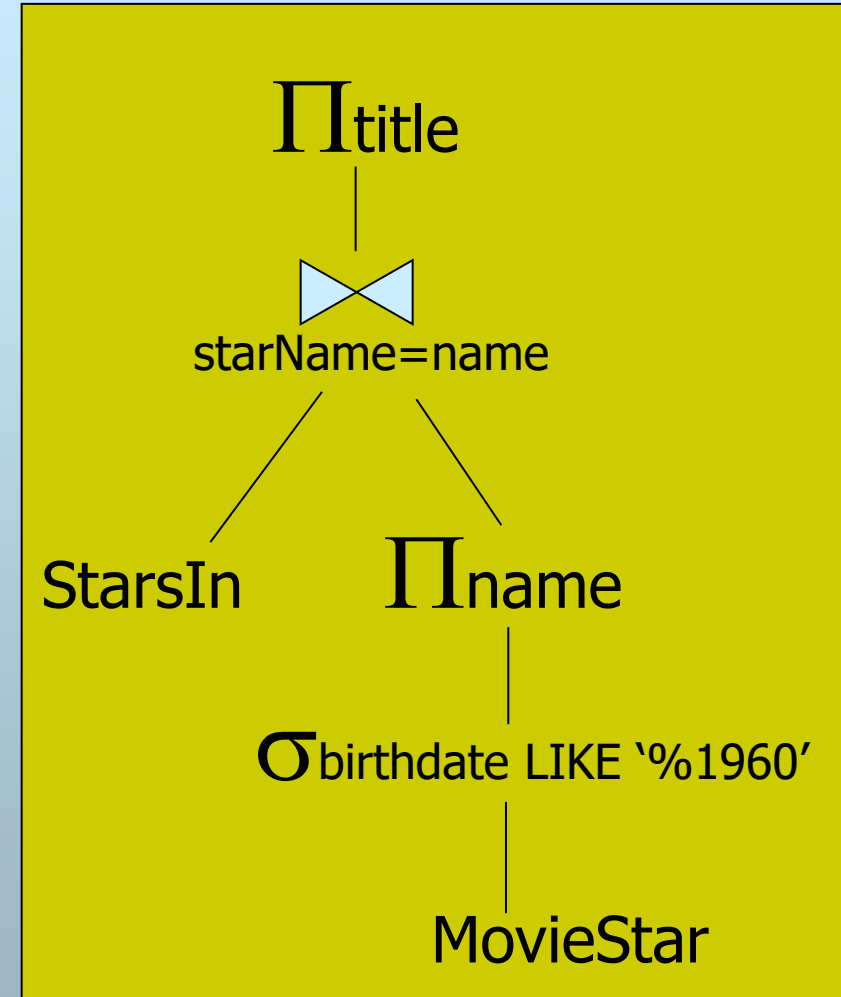 Πtitle
starName=name
StarsIn Πname
σbirthdate LIKE ‘%1960’
MovieStar